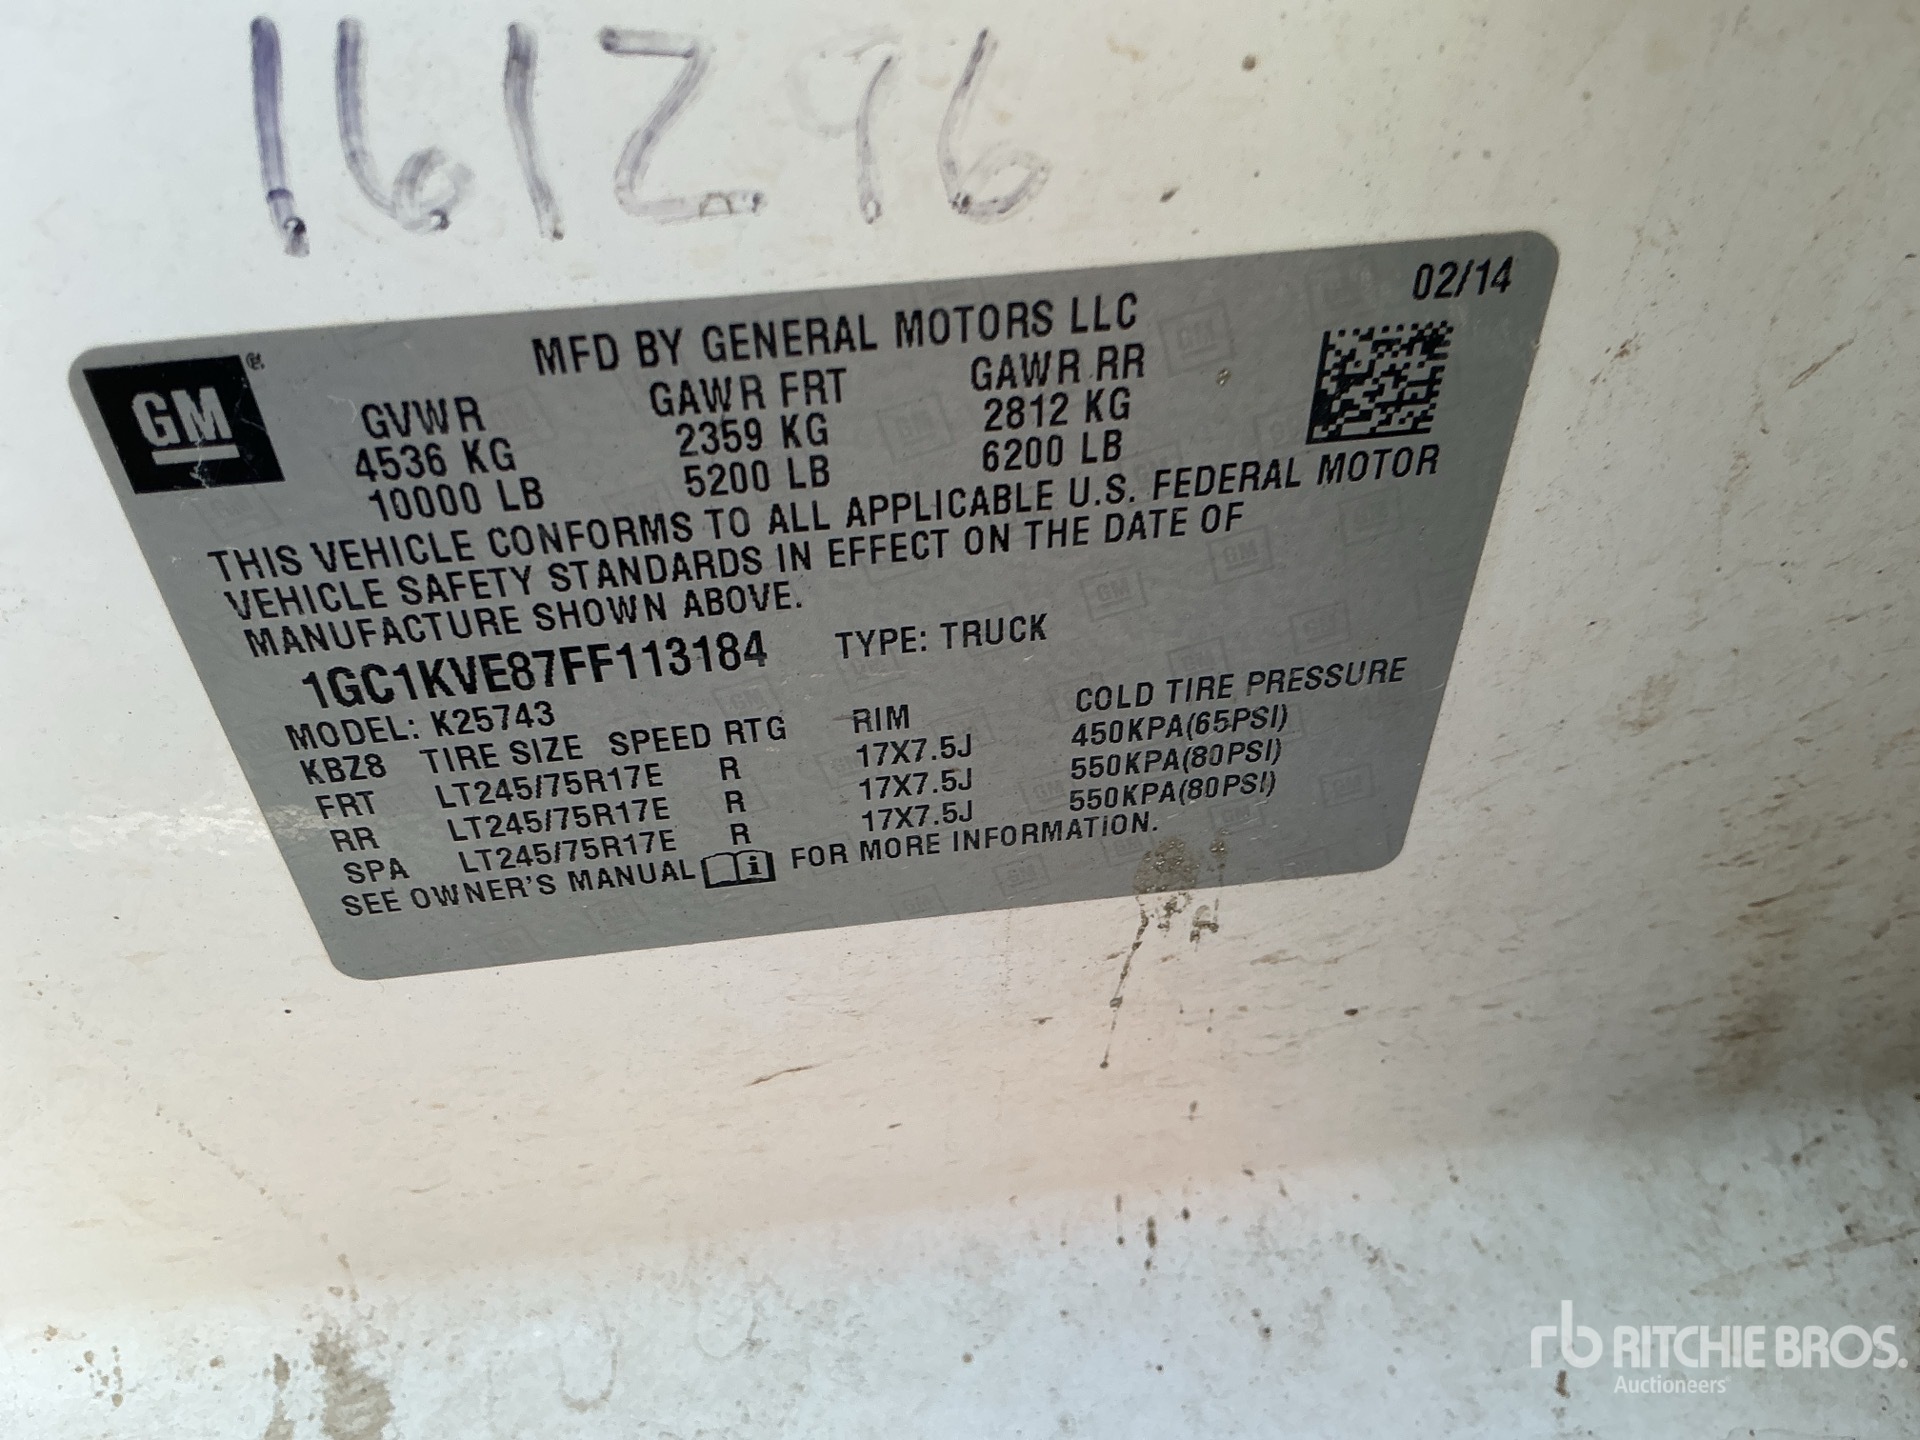 161296
02/14
MFD BY GENERAL MOTORS LLC
GM®
GVWR GAWR FRT GAWR RR
4536 KG 2359 KG 2812 KG
10000 LB 5200 LB 6200 LB
THIS VEHICLE CONFORMS TO ALL APPLICABLE U.S. FEDERAL MOTOR
VEHICLE SAFETY STANDARDS IN EFFECT ON THE DATE OF
MANUFACTURE SHOWN ABOVE.
1GC1KVE87FF113184 TYPE: TRUCK
MODEL: K25743
KBZ8 TIRE SIZE SPEED RTG RIM COLD TIRE PRESSURE
FRT LT245/75R17E R 17X7.5J 450KPA(65PSI)
RR LT245/75R17E R 17X7.5J 550KPA(80PSI)
SPA LT245/75R17E R 17X7.5J 550KPA(80PSI)
SEE OWNER'S MANUAL FOR MORE INFORMATION.
rb RITCHIE BROS.
Auctioneers